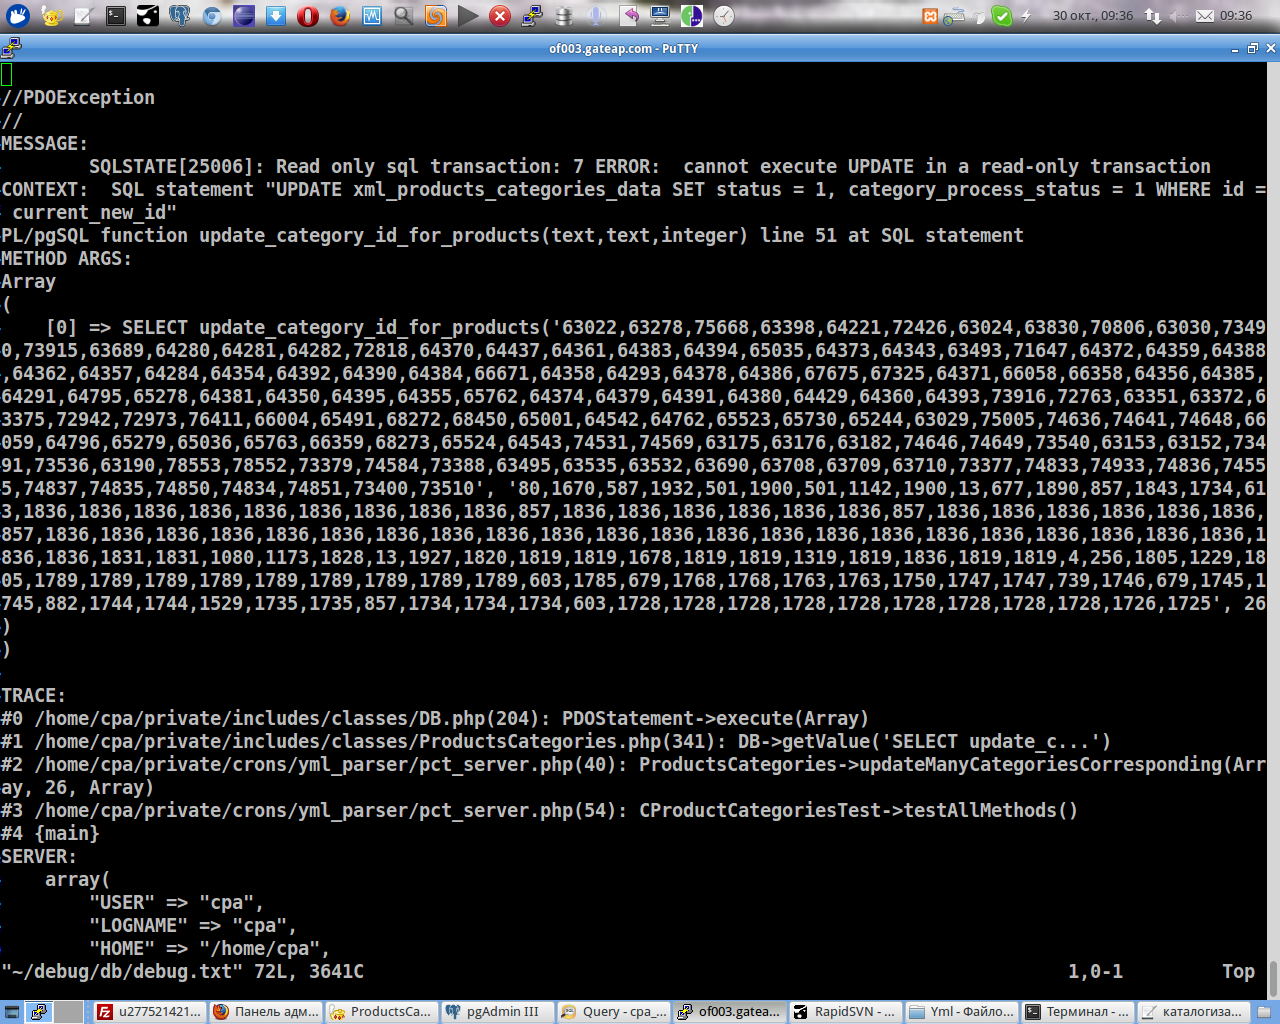 30 окт., 09:36
09:36
of003.gateap.com - PuTTY
//PDOException
//
MESSAGE:
SQLSTATE[25006]: Read only sql transaction: 7 ERROR:  cannot execute UPDATE in a read-only transaction
CONTEXT:  SQL statement "UPDATE xml_products_categories_data SET status = 1, category_process_status = 1 WHERE id =
current_new_id"
PL/pgSQL function update_category_id_for_products(text,text,integer) line 51 at SQL statement
METHOD ARGS:
Array
(
[0] => SELECT update_category_id_for_products('63022,63278,75668,63398,64221,72426,63024,63830,70806,63030,7349
0,73915,63689,64280,64281,64282,72818,64370,64437,64361,64383,64394,65035,64373,64343,63493,71647,64372,64359,64388
,64362,64357,64284,64354,64392,64390,64384,66671,64358,64293,64378,64386,67675,67325,64371,66058,66358,64356,64385,
64291,64795,65278,64381,64350,64395,64355,65762,64374,64379,64391,64380,64429,64360,64393,73916,72763,63351,63372,6
3375,72942,72973,76411,66004,65491,68272,68450,65001,64542,64762,65523,65730,65244,63029,75005,74636,74641,74648,66
059,64796,65279,65036,65763,66359,68273,65524,64543,74531,74569,63175,63176,63182,74646,74649,73540,63153,63152,734
91,73536,63190,78553,78552,73379,74584,73388,63495,63535,63532,63690,63708,63709,63710,73377,74833,74933,74836,7455
5,74837,74835,74850,74834,74851,73400,73510', '80,1670,587,1932,501,1900,501,1142,1900,13,677,1890,857,1843,1734,61
3,1836,1836,1836,1836,1836,1836,1836,1836,1836,857,1836,1836,1836,1836,1836,1836,857,1836,1836,1836,1836,1836,1836,
857,1836,1836,1836,1836,1836,1836,1836,1836,1836,1836,1836,1836,1836,1836,1836,1836,1836,1836,1836,1836,1836,1836,1
836,1836,1831,1831,1080,1173,1828,13,1927,1820,1819,1819,1678,1819,1819,1319,1819,1836,1819,1819,4,256,1805,1229,18
05,1789,1789,1789,1789,1789,1789,1789,1789,1789,603,1785,679,1768,1768,1763,1763,1750,1747,1747,739,1746,679,1745,1
745,882,1744,1744,1529,1735,1735,857,1734,1734,1734,603,1728,1728,1728,1728,1728,1728,1728,1728,1728,1726,1725', 26
)
)
TRACE:
#0 /home/cpa/private/includes/classes/DB.php(204): PDOStatement->execute(Array)
#1 /home/cpa/private/includes/classes/ProductsCategories.php(341): DB->getValue('SELECT update_c...')
#2 /home/cpa/private/crons/yml_parser/pct_server.php(40): ProductsCategories->updateManyCategoriesCorresponding(Arr
ay, 26, Array)
#3 /home/cpa/private/crons/yml_parser/pct_server.php(54): CProductCategoriesTest->testAllMethods()
#4 {main}
SERVER:
array(
"USER" => "cpa",
"LOGNAME" => "cpa",
"HOME" => "/home/cpa",
"~/debug/db/debug.txt" 72L, 3641C 1,0-1 Top
u277521421... Панель адм... ProductsCa... pgAdmin III Query - cpa_... of003.gatea... RapidSVN - ... Yml - Файло... Терминал - ... каталогиза...